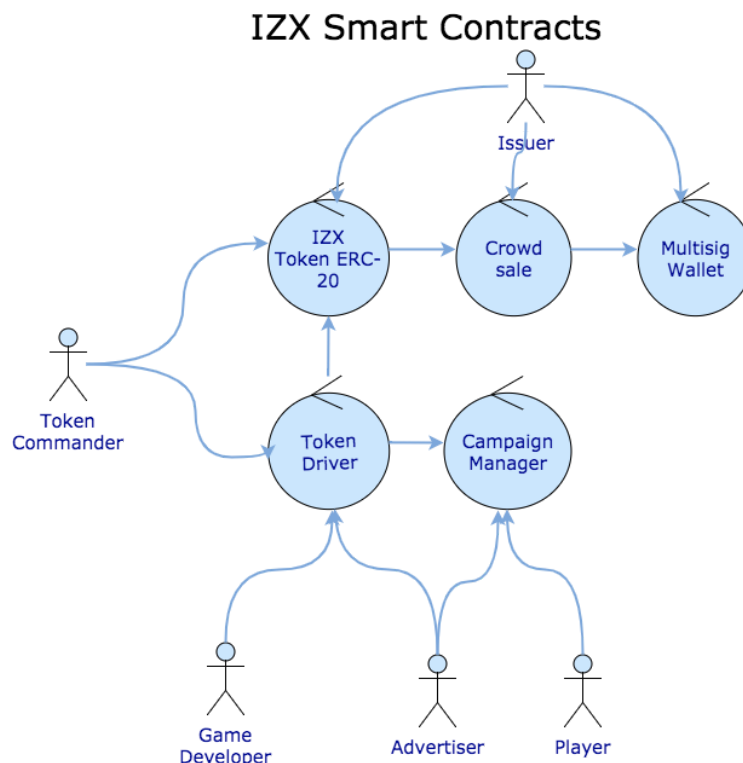 IZX Smart Contracts
Issuer
IZX
Token ERC-
20
Crowd
sale
Multisig
Wallet
Token
Commander
Token
Driver
Campaign
Manager
Game
Developer
Advertiser
Player